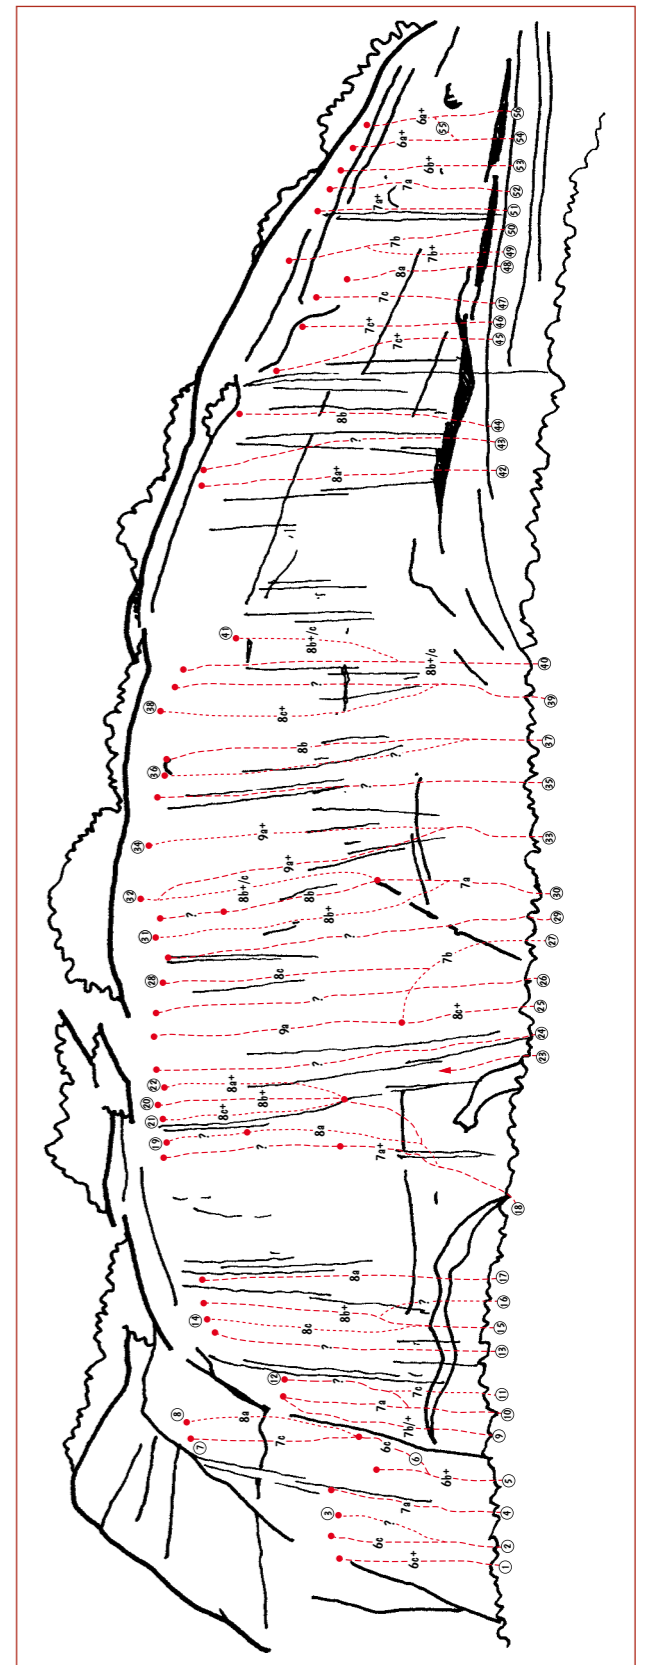 1
6c+
2
6c
?
3
4
7a
5
6b+
6
6c
7c
7
8a
8
9
7b/+
10
7a
11
7c
?
12
13
?
15
8c
14
8b+
16
?
17
8a
18
7a+
?
8a
?
19
8c+
21
8b+
20
8a+
22
23
24
?
25
8c+
9a
26
?
27
7b
8c
28
29
?
30
7a
8b+
31
8b
?
8b+/c
32
9a+
33
9a+
34
35
?
37
?
36
8b
39
8c+
38
?
40
8b+/c
8b+/c
41
42
8a+
43
?
44
8b
45
7c+
46
7c+
47
7c
48
8a
49
7b+
50
7b
51
7a+
52
7a
53
6b+
54
6a+
55
56
6a+